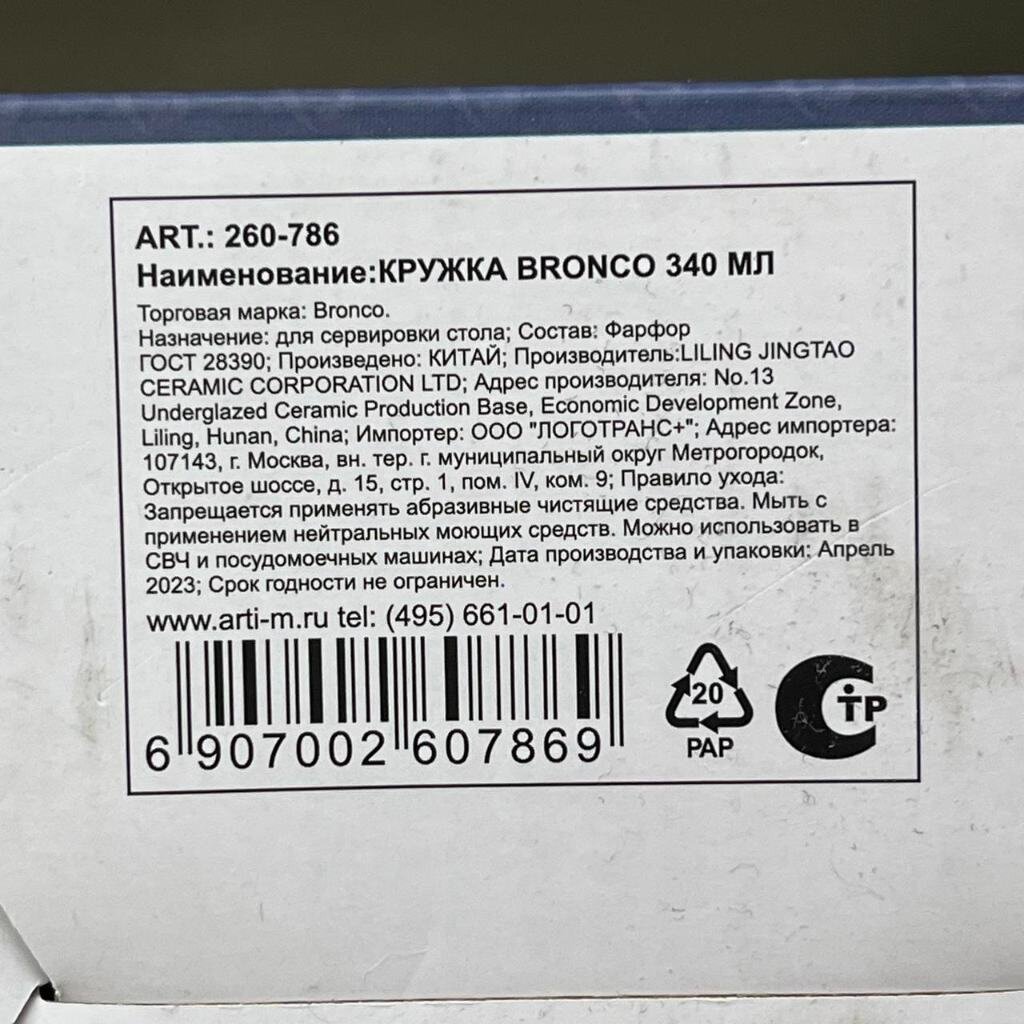 ART.: 260-786
Наименование:КРУЖКА BRONCO 340 МЛ
Торговая марка: Bronco.
Назначение: для сервировки стола; Состав: Фарфор
ГОСТ 28390; Произведено: КИТАЙ; Производитель:LILING JINGTAO
CERAMIC CORPORATION LTD; Адрес производителя: No.13
Underglazed Ceramic Production Base, Economic Development Zone,
Liling, Hunan, China; Импортер: ООО "ЛОГОТРАНС+"; Адрес импортера:
107143, г. Москва, вн. тер. г. муниципальный округ Метрогородок,
Открытое шоссе, д. 15, стр. 1, пом. IV, ком. 9; Правило ухода:
Запрещается применять абразивные чистящие средства. Мыть с
применением нейтральных моющих средств. Можно использовать в
СВЧ и посудомоечных машинах; Дата производства и упаковки: Апрель
2023; Срок годности не ограничен.
www.arti-m.ru tel: (495) 661-01-01
6 907002 607869
20
PAP
СТР